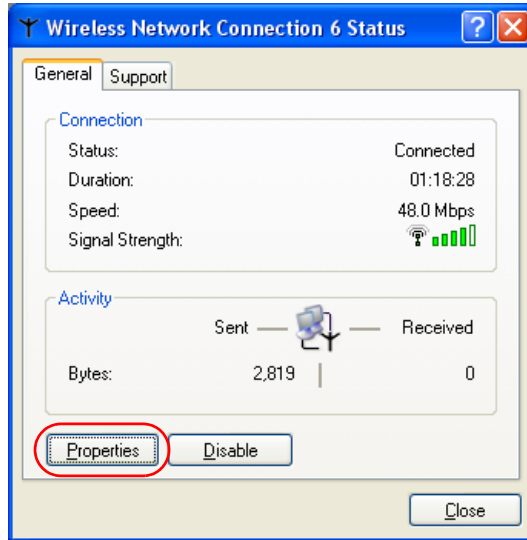 Wireless Network Connection 6 Status
General Support
Connection
Status: Connected
Duration: 01:18:28
Speed: 48.0 Mbps
Signal Strength:
Activity
Sent Received
Bytes: 2,819 0
Properties Disable
Close